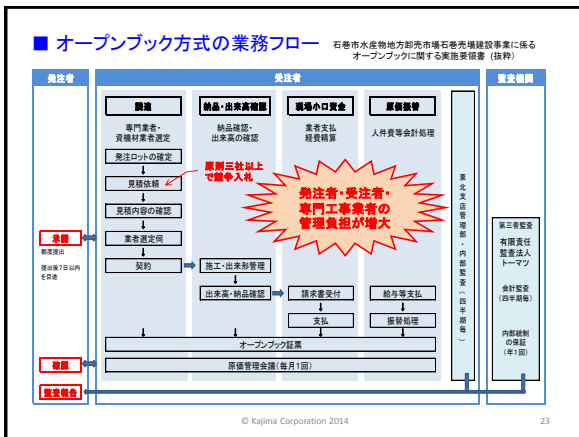 ■ オープンブック方式の業務フロー
石巻市水産物地方卸売市場石巻売場建設事業に係る
オープンブックに関する実施要領書 (抜粋)
発注者
受注者
監査機関
調達
専門業者・
資機材業者選定
発注ロットの確定
見積依頼
見積内容の確認
業者選定伺
契約
原則三社以上
で競争入札
納品・出来高確認
納品確認・
出来高の確認
施工・出来形管理
出来高・納品確認
現場小口資金
業者支払
経費精算
請求書受付
支払
原価振替
人件費等会計処理
給与等支払
振替処理
発注者・受注者・
専門工事業者の
管理負担が増大
承諾
都度提出
提出後7日以内
を目途
オープンブック証票
確認
原価管理会議(毎月1回)
監査報告
東北支店管理部・内部監査(四半期毎)
第三者監査
有限責任
監査法人
トーマツ
会計監査
(四半期毎)
内部統制
の保証
(年1回)
© Kajima Corporation 2014
23